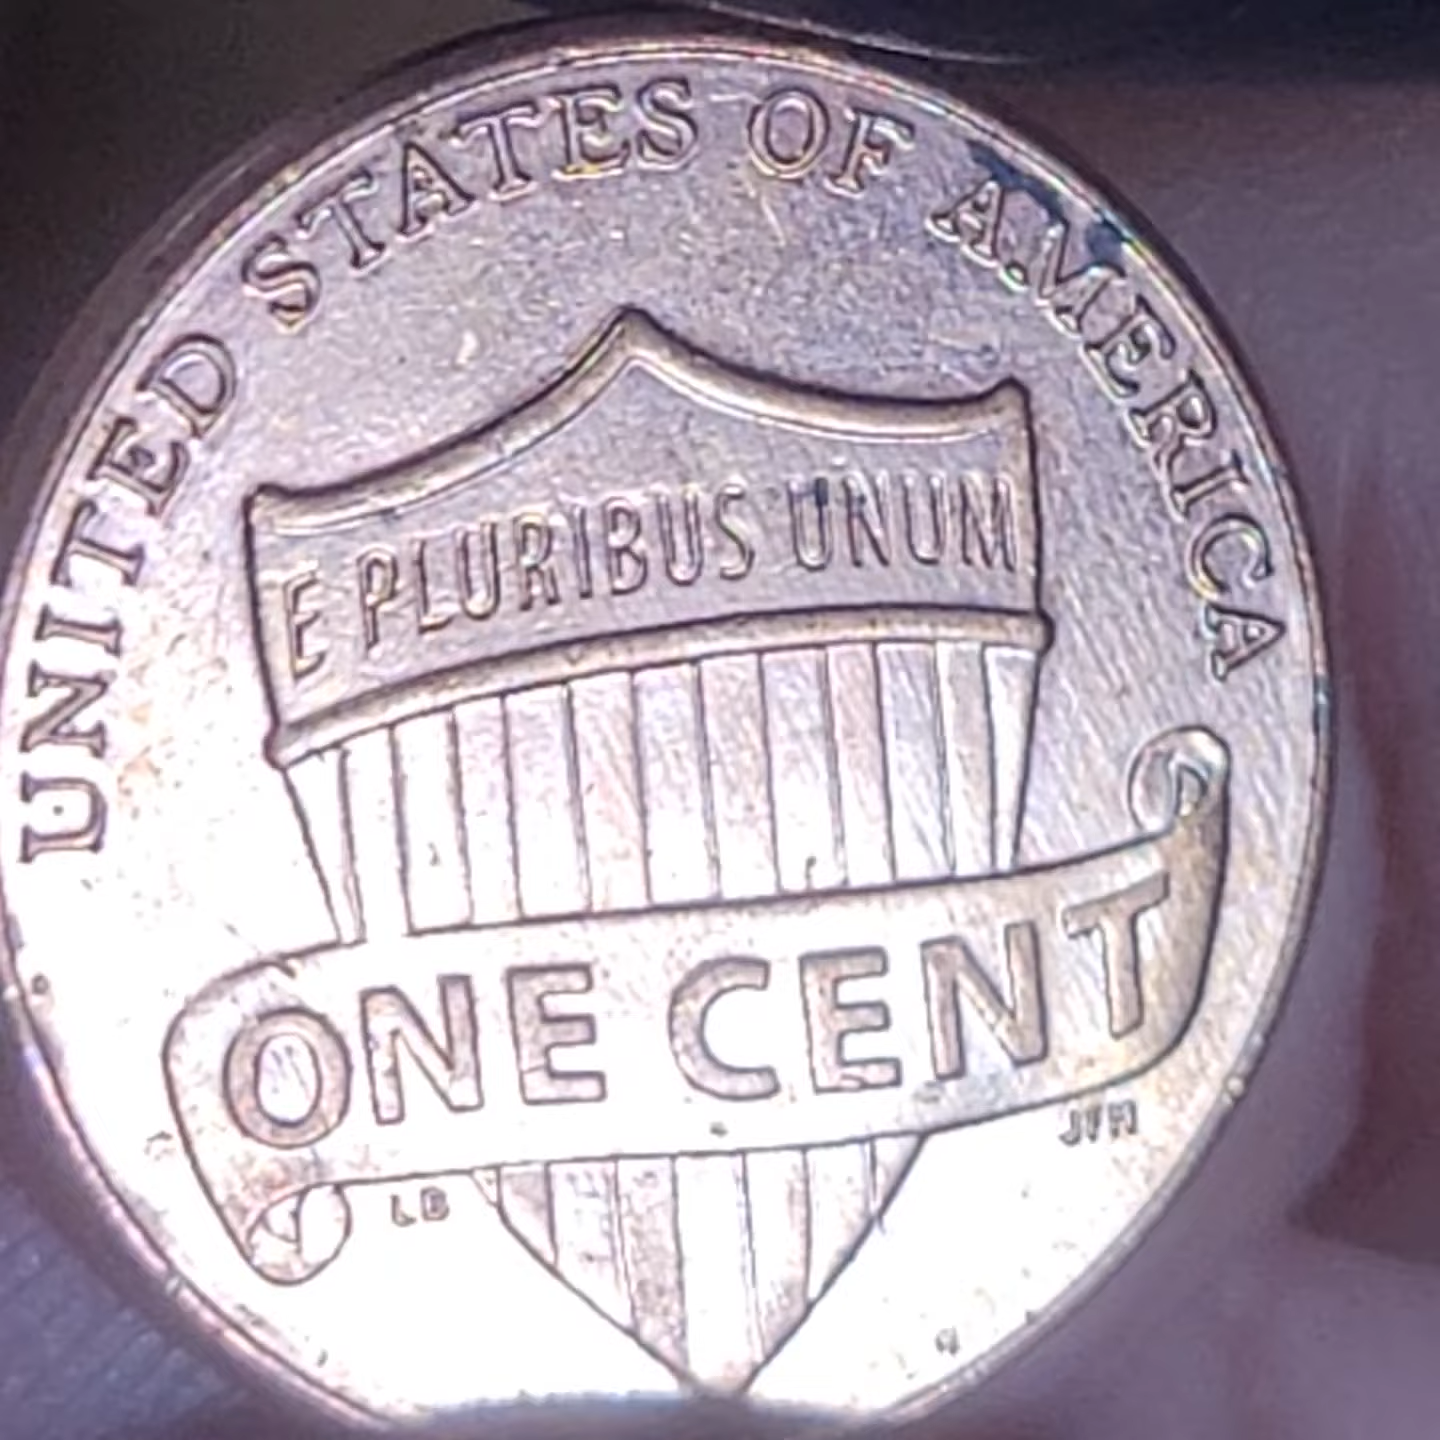 UNITED STATES OF AMERICA
E PLURIBUS UNUM
ONE CENT
LB
JFM